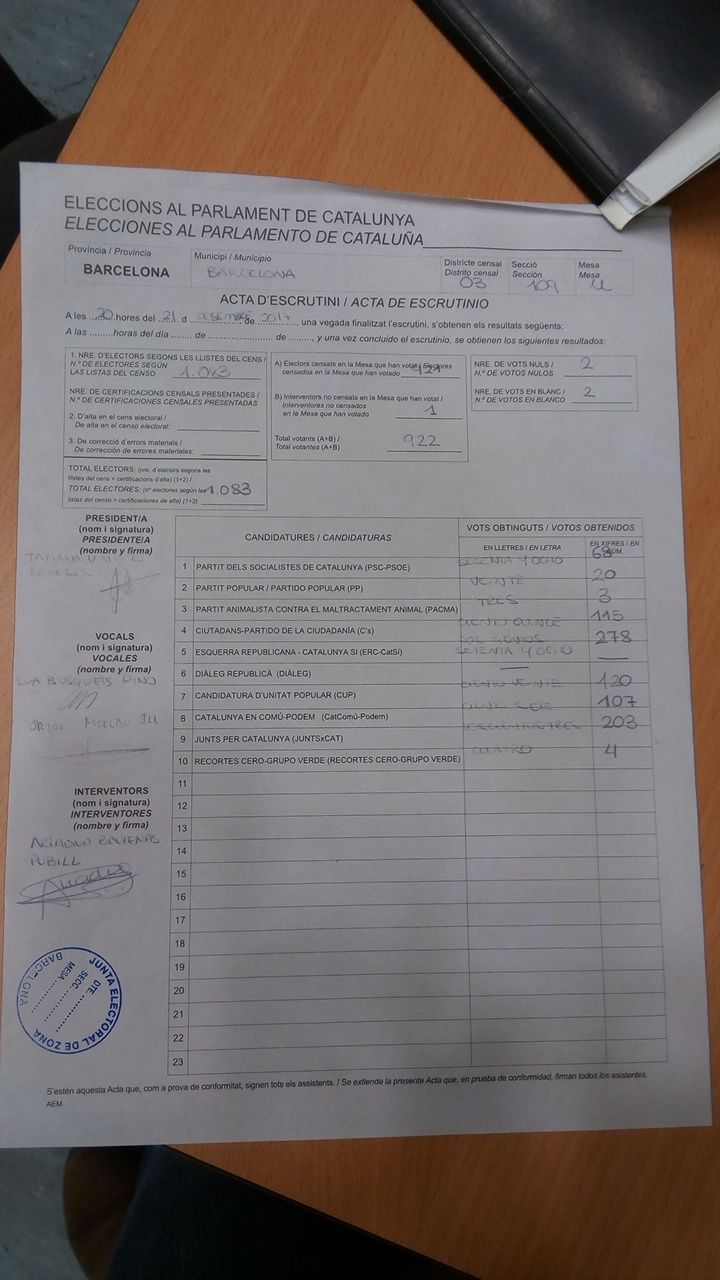 ELECCIONS AL PARLAMENT DE CATALUNYA
ELECCIONES AL PARLAMENTO DE CATALUÑA
Província / Provincia
BARCELONA
Municipi / Municipio
BARCELONA
Districte censal
Distrito censal
03
Secció
Sección
109
Mesa
Mesa
U
ACTA D'ESCRUTINI / ACTA DE ESCRUTINIO
A les 20 hores del 21 d de 2017, una vegada finalitzat l'escrutini, s'obtenen els resultats següents:
A las .........horas del día ...... de .................... de ........, y una vez concluido el escrutinio, se obtienen los siguientes resultados:
1. NRE. D'ELECTORS SEGONS LES LLISTES DEL CENS /
N.º DE ELECTORES SEGÚN
LAS LISTAS DEL CENSO 1.083
NRE. DE CERTIFICACIONS CENSALS PRESENTADES /
N.º DE CERTIFICACIONES CENSALES PRESENTADAS
2. D'alta en el cens electoral /
De alta en el censo electoral:
3. De correcció d'errors materials /
De corrección de errores materiales:
TOTAL ELECTORS: (nre. d'electors segons les
llistes del cens + certificacions d'alta) (1+2) /
TOTAL ELECTORES: (nº electores según las 1.083
listas del censo + certificaciones de alta) (1+2)
A) Electors censats en la Mesa que han votat / Electores
censados en la Mesa que han votado 921
B) Interventors no censats en la Mesa que han votat /
Interventores no censados
en la Mesa que han votado 1
Total votants (A+B) /
Total votantes (A+B) 922
NRE. DE VOTS NULS /
N.º DE VOTOS NULOS 2
NRE. DE VOTS EN BLANC /
N.º DE VOTOS EN BLANCO 2
PRESIDENT/A
(nom i signatura)
PRESIDENTE/A
(nombre y firma)
TATIANA
VOCALS
(nom i signatura)
VOCALES
(nombre y firma)
BUSQUETS PINO
INTERVENTORS
(nom i signatura)
INTERVENTORES
(nombre y firma)
PUBILL
CANDIDATURES / CANDIDATURAS
VOTS OBTINGUTS / VOTOS OBTENIDOS
EN LLETRES / EN LETRA
EN XIFRES / EN NÚM.
1 PARTIT DELS SOCIALISTES DE CATALUNYA (PSC-PSOE) Y OCHO 68
2 PARTIT POPULAR / PARTIDO POPULAR (PP) VEINTE 20
3 PARTIT ANIMALISTA CONTRA EL MALTRACTAMENT ANIMAL (PACMA) TRES 3
4 CIUTADANS-PARTIDO DE LA CIUDADANÍA (C's) CIENTO QUINCE 115
5 ESQUERRA REPUBLICANA - CATALUNYA SÍ (ERC-CatSí) DOSCIENTOS SETENTA Y OCHO 278
6 DIÀLEG REPUBLICÀ (DIÀLEG) —
7 CANDIDATURA D'UNITAT POPULAR (CUP) CIENTO VEINTE 120
8 CATALUNYA EN COMÚ-PODEM (CatComú-Podem) 107
9 JUNTS PER CATALUNYA (JUNTSxCAT) 203
10 RECORTES CERO-GRUPO VERDE (RECORTES CERO-GRUPO VERDE) CUATRO 4
11
12
13
14
15
16
17
18
19
20
21
22
23
JUNTA ELECTORAL DE ZONA
BARCELONA
DTE.
SECC.
MESA
S'estén aquesta Acta que, com a prova de conformitat, signen tots els assistents. / Se extiende la presente Acta que, en prueba de conformidad, firman todos los asistentes.
AEM